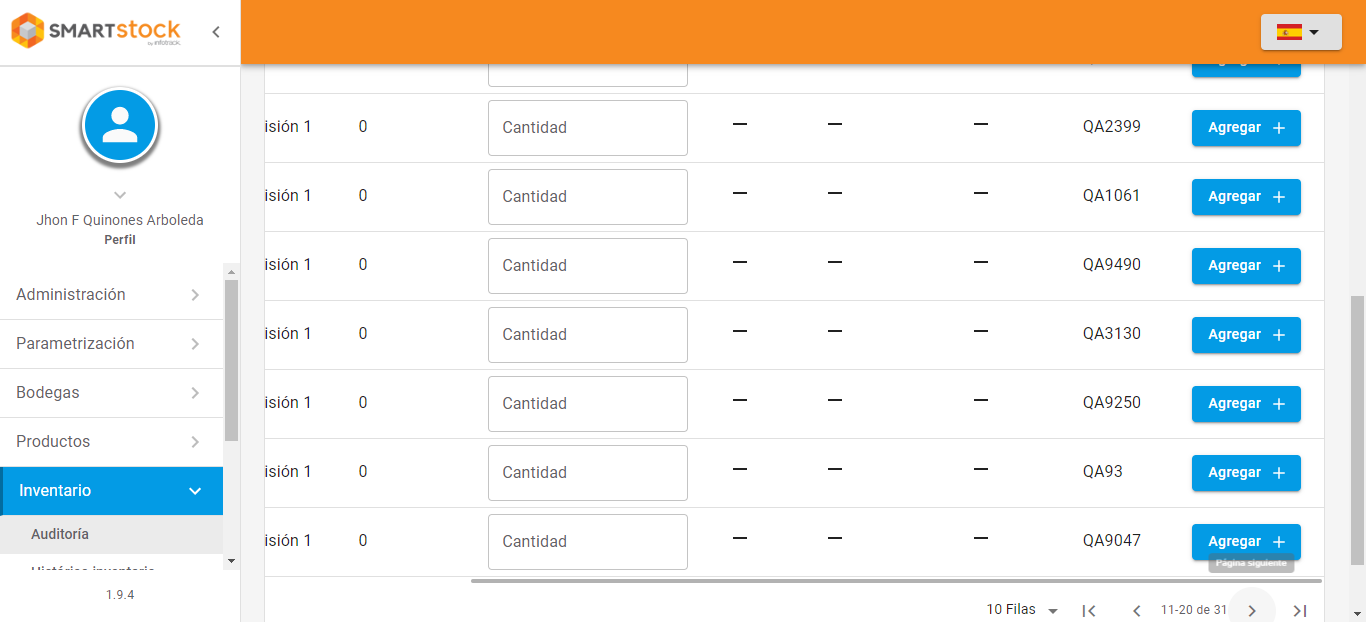 SMARTstock
by infotrack.
Jhon F Quinones Arboleda
Perfil
Administración
Parametrización
Bodegas
Productos
Inventario
Auditoría
Histórico inventario
1.9.4
isión 1 0 Cantidad — — — QA2399 Agregar +
isión 1 0 Cantidad — — — QA1061 Agregar +
isión 1 0 Cantidad — — — QA9490 Agregar +
isión 1 0 Cantidad — — — QA3130 Agregar +
isión 1 0 Cantidad — — — QA9250 Agregar +
isión 1 0 Cantidad — — — QA93 Agregar +
isión 1 0 Cantidad — — — QA9047 Agregar +
Página siguiente
10 Filas 11-20 de 31